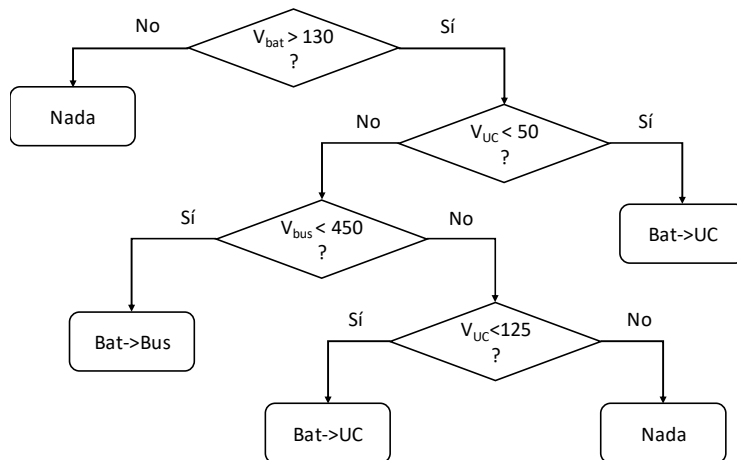 No
V_bat > 130
?
Sí
Nada
No
V_UC < 50
?
Sí
Sí
V_bus < 450
?
No
Bat->UC
Bat->Bus
Sí
V_UC<125
?
No
Bat->UC
Nada